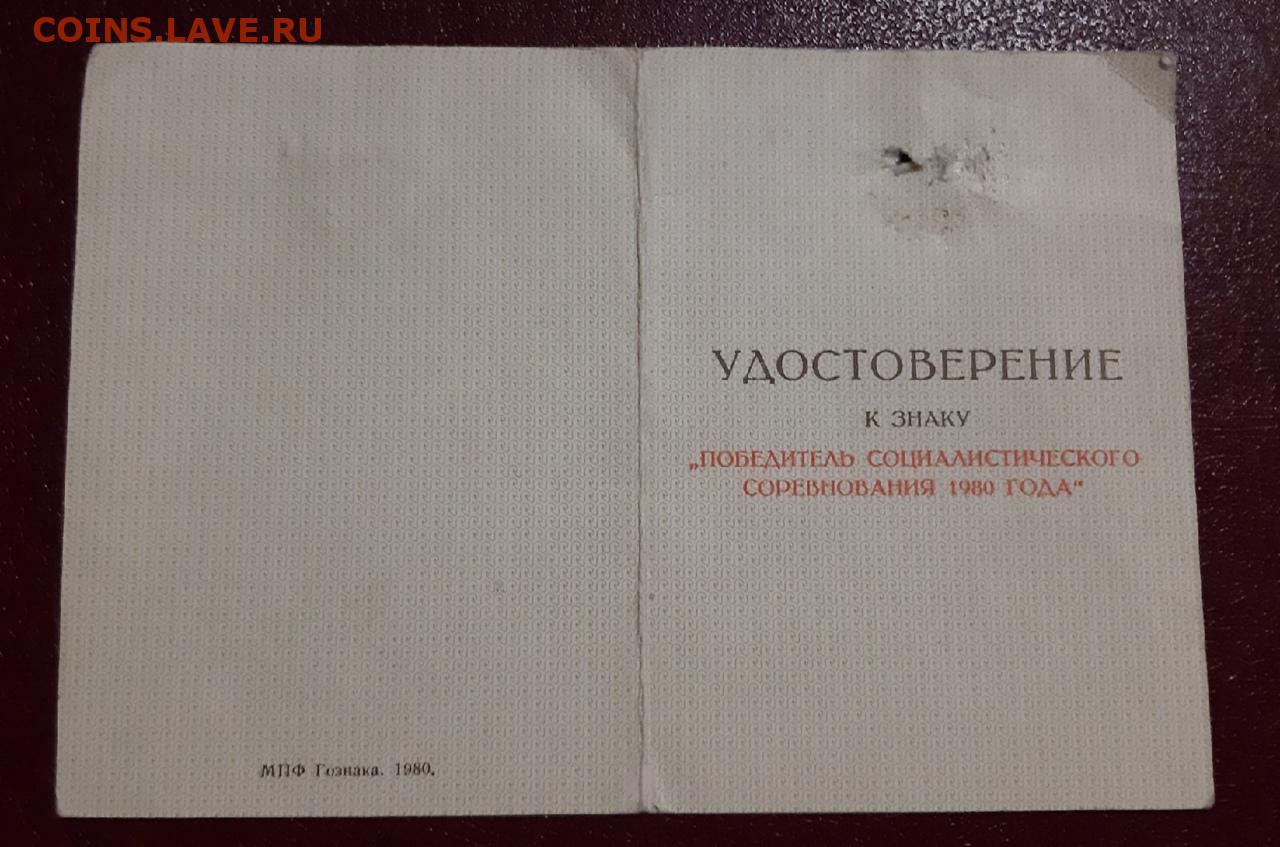 COINS.LAVE.RU
УДОСТОВЕРЕНИЕ
К ЗНАКУ
„ПОБЕДИТЕЛЬ СОЦИАЛИСТИЧЕСКОГО
СОРЕВНОВАНИЯ 1980 ГОДА“
МПФ Гознака. 1980.